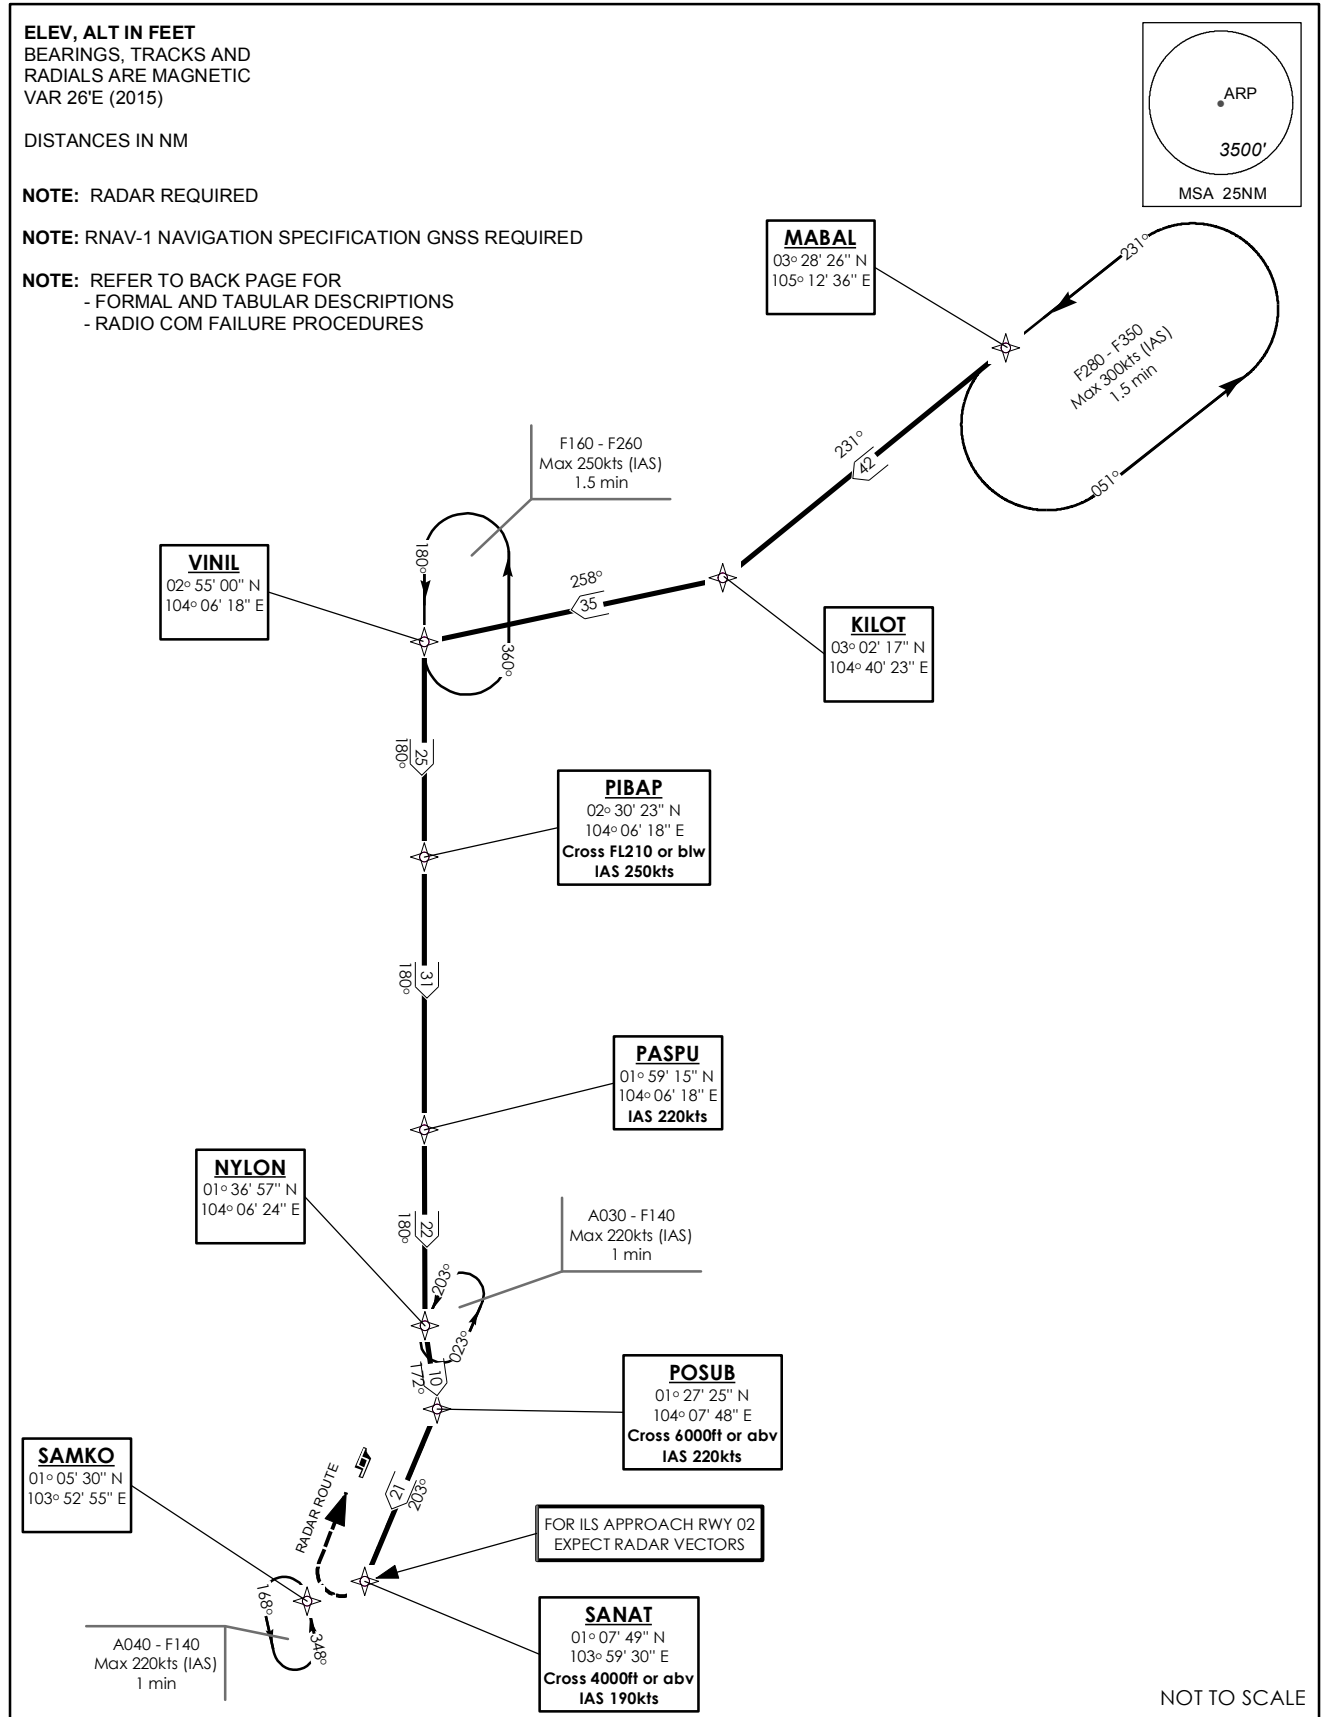 ELEV, ALT IN FEET
BEARINGS, TRACKS AND
RADIALS ARE MAGNETIC
VAR 26'E (2015)
DISTANCES IN NM
NOTE: RADAR REQUIRED
NOTE: RNAV-1 NAVIGATION SPECIFICATION GNSS REQUIRED
NOTE: REFER TO BACK PAGE FOR
- FORMAL AND TABULAR DESCRIPTIONS
- RADIO COM FAILURE PROCEDURES
ARP
3500'
MSA 25NM
MABAL
03° 28' 26" N
105° 12' 36" E
231°
F280 - F350
Max 300kts (IAS)
1.5 min
051°
231°
42
F160 - F260
Max 250kts (IAS)
1.5 min
VINIL
02° 55' 00" N
104° 06' 18" E
180°
360°
258°
35
KILOT
03° 02' 17" N
104° 40' 23" E
25
180°
PIBAP
02° 30' 23" N
104° 06' 18" E
Cross FL210 or blw
IAS 250kts
31
180°
PASPU
01° 59' 15" N
104° 06' 18" E
IAS 220kts
NYLON
01° 36' 57" N
104° 06' 24" E
22
180°
A030 - F140
Max 220kts (IAS)
1 min
203°
023°
10
172°
POSUB
01° 27' 25" N
104° 07' 48" E
Cross 6000ft or abv
IAS 220kts
SAMKO
01° 05' 30" N
103° 52' 55" E
RADAR ROUTE
21
203°
FOR ILS APPROACH RWY 02
EXPECT RADAR VECTORS
168°
348°
A040 - F140
Max 220kts (IAS)
1 min
SANAT
01° 07' 49" N
103° 59' 30" E
Cross 4000ft or abv
IAS 190kts
NOT TO SCALE